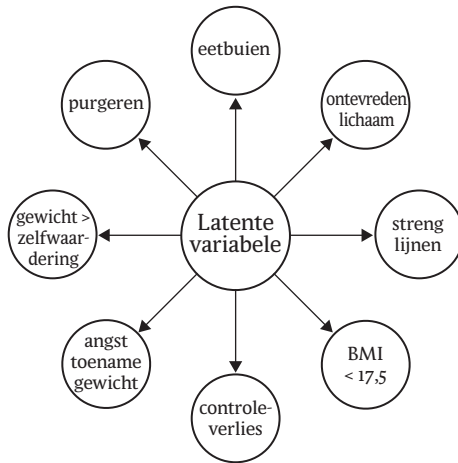 eetbuien
purgeren
ontevreden
lichaam
gewicht >
zelfwaar-
dering
Latente
variabele
streng
lijnen
angst
toename
gewicht
BMI
< 17,5
controle-
verlies